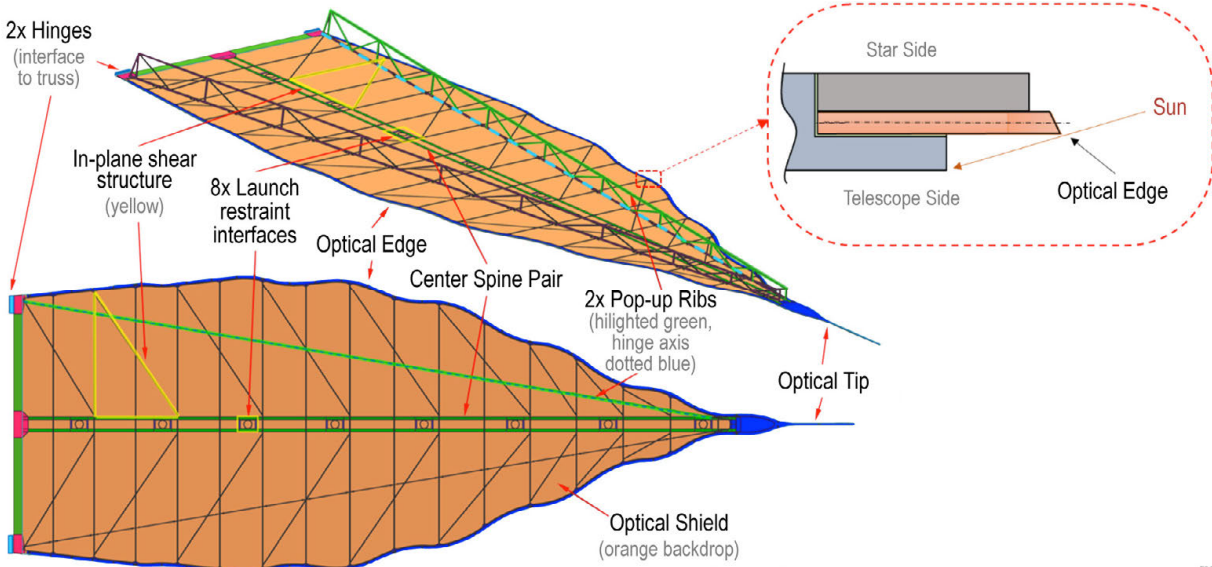 2x Hinges
(interface
to truss)
In-plane shear
structure
(yellow)
8x Launch
restraint
interfaces
Optical Edge
Center Spine Pair
2x Pop-up Ribs
(hilighted green,
hinge axis
dotted blue)
Optical Tip
Optical Shield
(orange backdrop)
Star Side
Sun
Optical Edge
Telescope Side